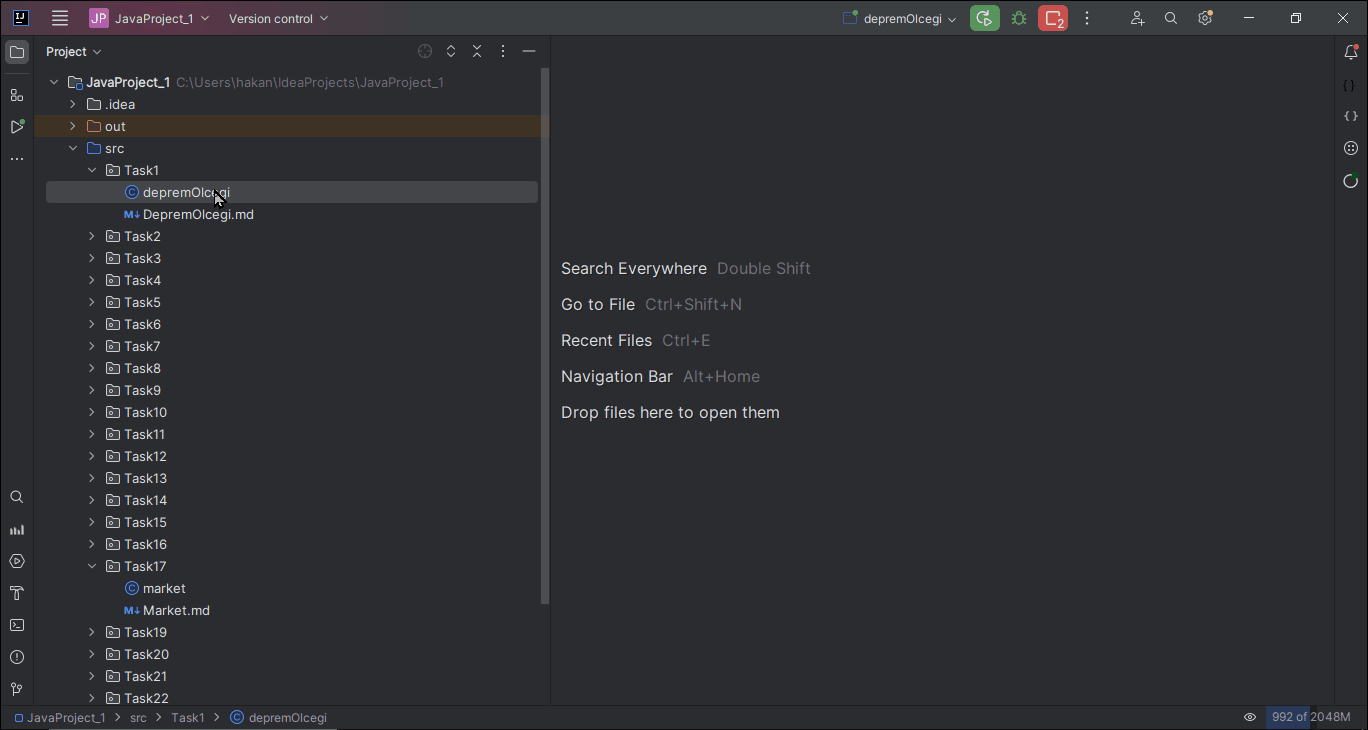 JP JavaProject_1 Version control depremOlcegi 2
Project
JavaProject_1 C:\Users\hakan\IdeaProjects\JavaProject_1
.idea
out
src
Task1
depremOlcegi
M↓ DepremOlcegi.md
Task2
Task3
Task4
Task5
Task6
Task7
Task8
Task9
Task10
Task11
Task12
Task13
Task14
Task15
Task16
Task17
market
M↓ Market.md
Task19
Task20
Task21
Task22
Search Everywhere Double Shift
Go to File Ctrl+Shift+N
Recent Files Ctrl+E
Navigation Bar Alt+Home
Drop files here to open them
JavaProject_1 > src > Task1 > depremOlcegi 992 of 2048M